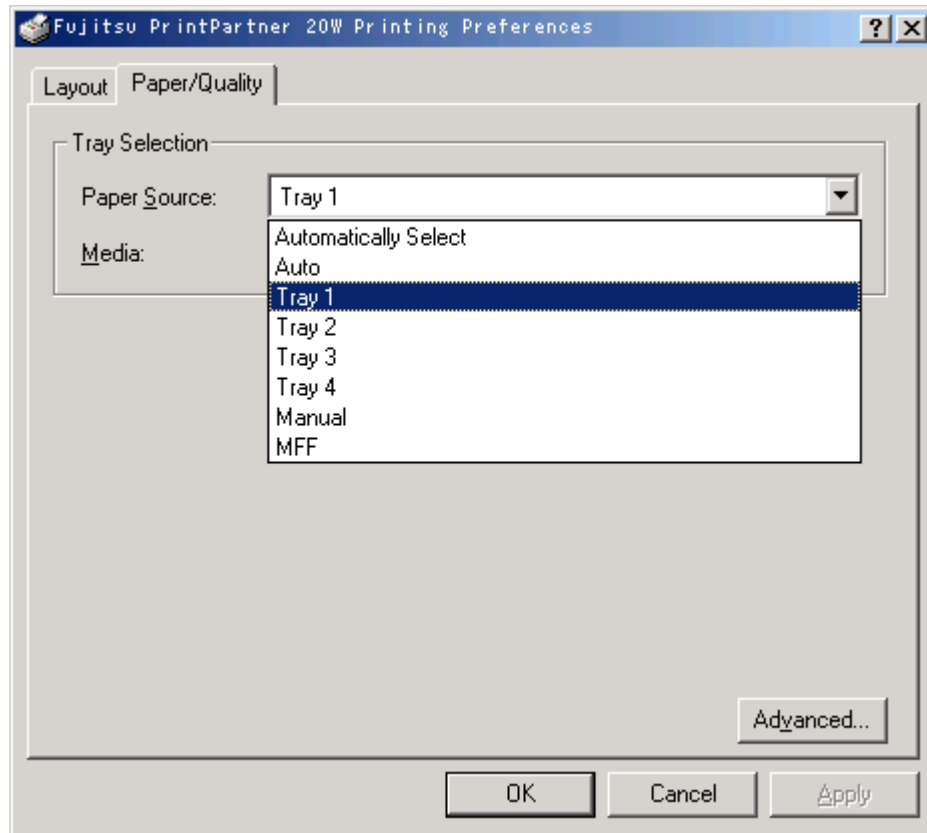 Fujitsu PrintPartner 20W Printing Preferences
Layout
Paper/Quality
Tray Selection
Paper Source:
Tray 1
Media:
Automatically Select
Auto
Tray 1
Tray 2
Tray 3
Tray 4
Manual
MFF
Advanced...
OK
Cancel
Apply